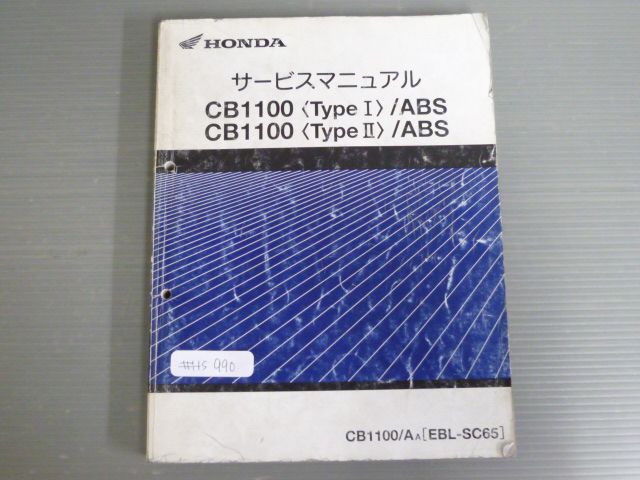 HONDA
サービスマニュアル
CB1100〈Type Ⅰ〉/ABS
CB1100〈Type Ⅱ〉/ABS
990
CB1100/AA[EBL-SC65]